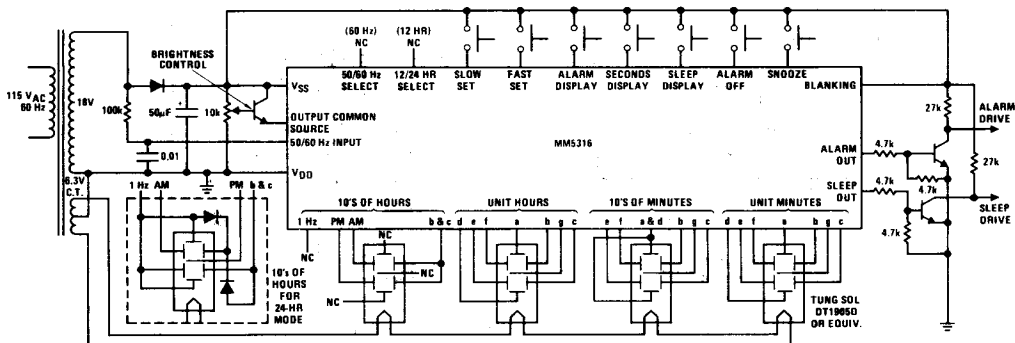 (60 Hz) NC
(12 HR) NC
50/60 Hz SELECT
12/24 HR SELECT
SLOW SET
FAST SET
ALARM DISPLAY
SECONDS DISPLAY
SLEEP DISPLAY
ALARM OFF
SNOOZE
BRIGHTNESS CONTROL
115 VAC
60 Hz
18V
100k
50µF
+
10k
0.01
VSS
OUTPUT COMMON
SOURCE
50/60 Hz INPUT
VDD
MM5316
BLANKING
ALARM
OUT
SLEEP
OUT
27k
ALARM
DRIVE
4.7k
27k
4.7k
4.7k
SLEEP
DRIVE
4.7k
6.3V
C.T.
1 Hz AM PM b & c
10's OF
HOURS
FOR
24-HR
MODE
10'S OF HOURS
UNIT HOURS
10'S OF MINUTES
UNIT MINUTES
1 Hz PM AM b & c
d e f a b g c
e f a & d b g c
d e f a b g c
NC
NC
NC
NC
TUNG SOL
DT1905D
OR EQUIV.